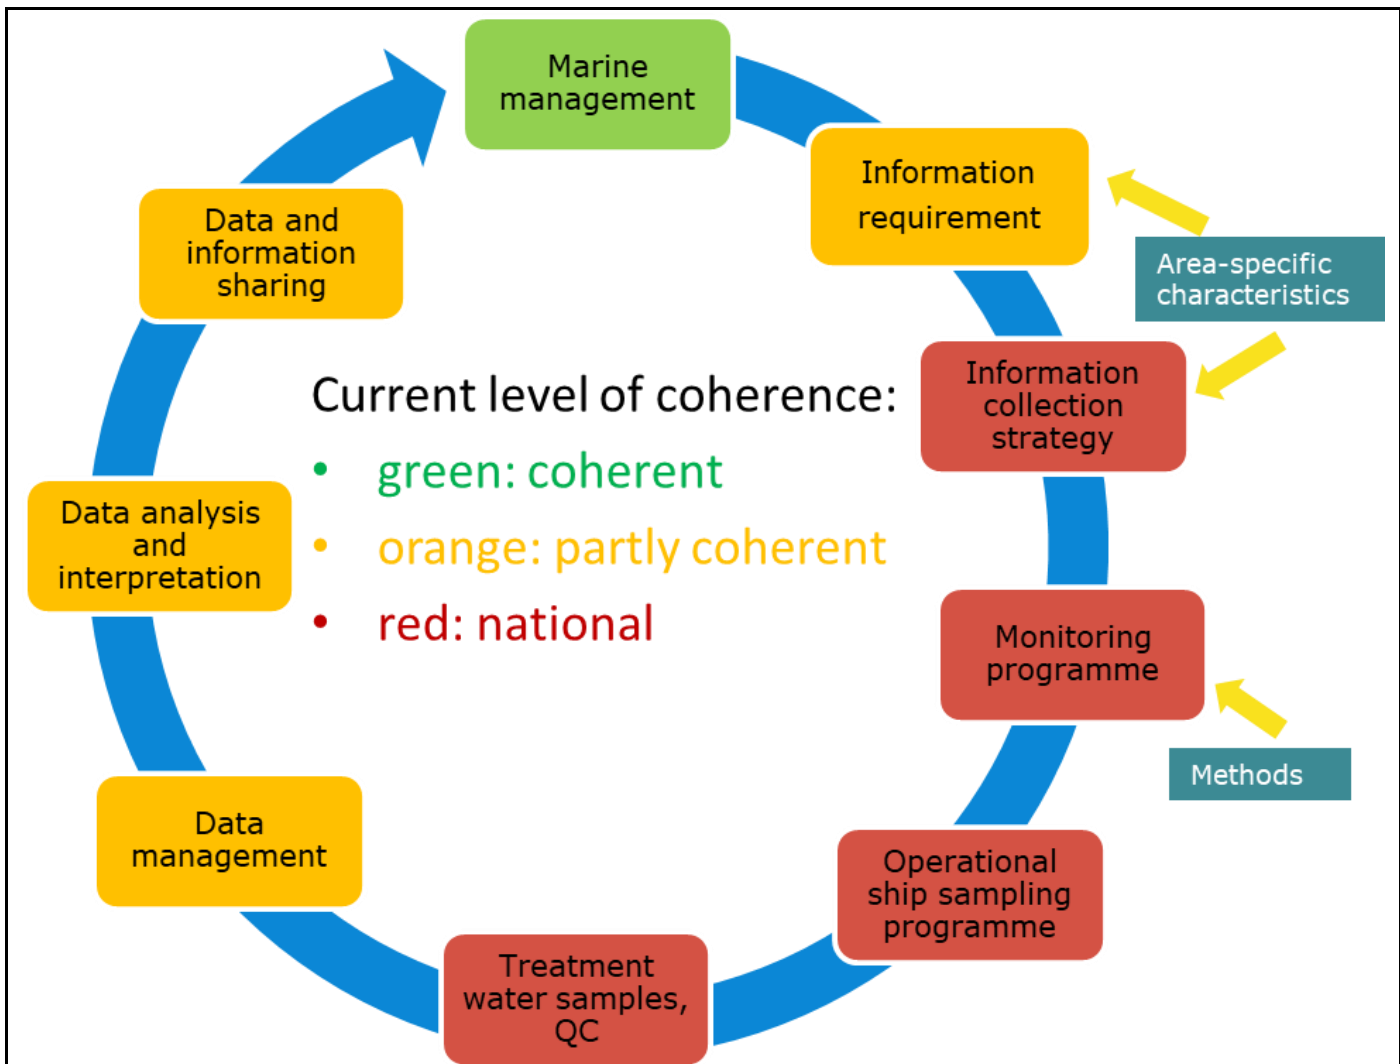 Marine
management
Information
requirement
Area-specific
characteristics
Information
collection
strategy
Monitoring
programme
Methods
Operational
ship sampling
programme
Treatment
water samples,
QC
Data
management
Data analysis
and
interpretation
Data and
information
sharing
Current level of coherence:
• green: coherent
• orange: partly coherent
• red: national